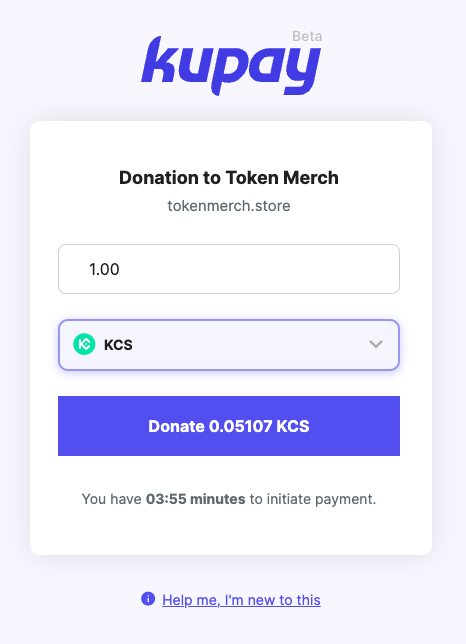 Beta
kupay
Donation to Token Merch
tokenmerch.store
1.00
KCS
Donate 0.05107 KCS
You have 03:55 minutes to initiate payment.
Help me, I'm new to this